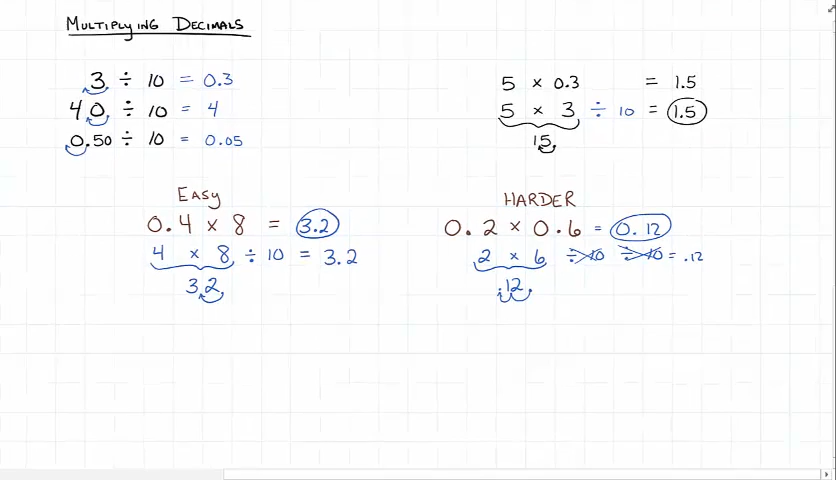 MULTIPLYING DECIMALS
3 ÷ 10 = 0.3
40 ÷ 10 = 4
0.50 ÷ 10 = 0.05
5 × 0.3 = 1.5
5 × 3 ÷ 10 = 1.5
15
EASY
0.4 × 8 = 3.2
4 × 8 ÷ 10 = 3.2
32
HARDER
0.2 × 0.6 = 0.12
2 × 6 ÷ 10 ÷ 10 = .12
.12.